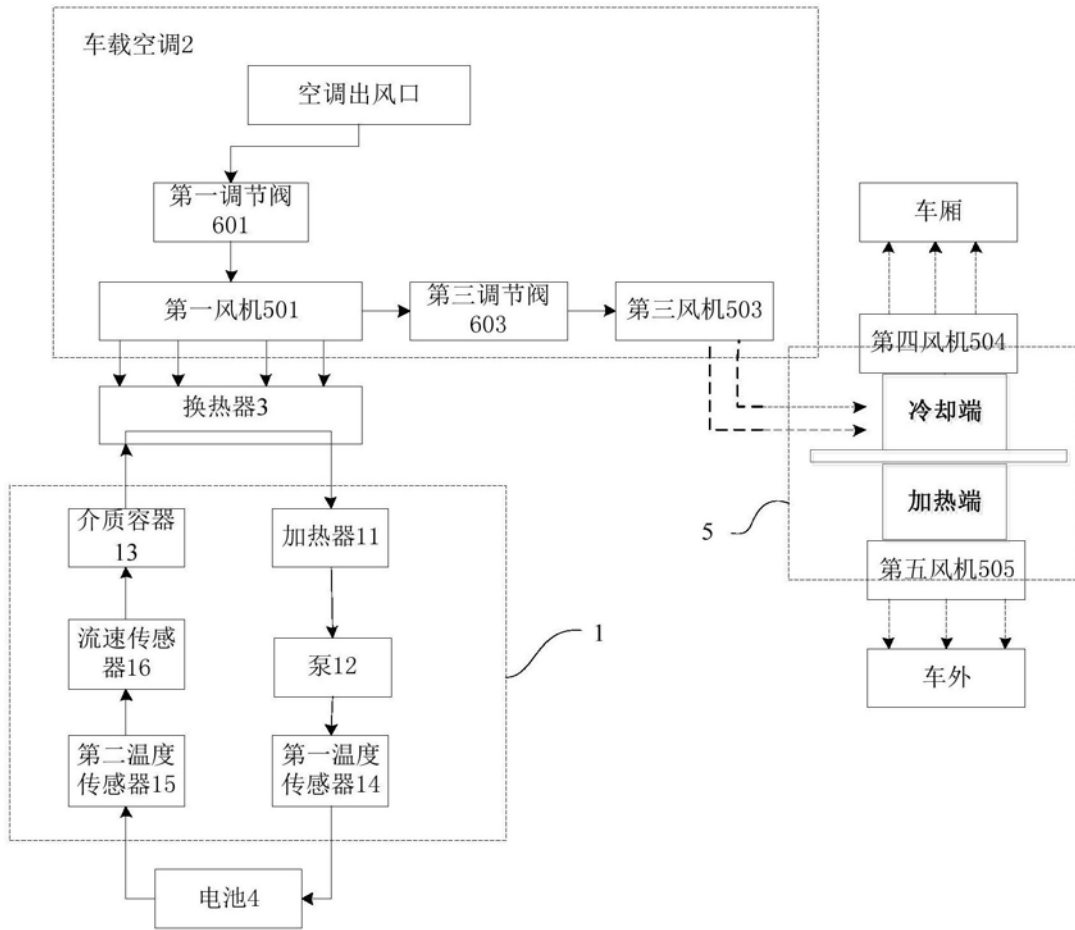 车载空调2
空调出风口
第一调节阀
601
车厢
第一风机501
第三调节阀
603
第三风机503
第四风机504
换热器3
冷却端
加热端
5
介质容器
13
加热器11
第五风机505
流速传感
器16
泵12
1
车外
第二温度
传感器15
第一温度
传感器14
电池4